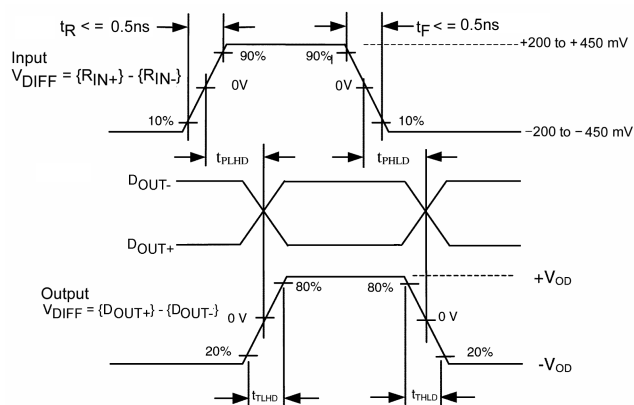 tR <= 0.5ns
tF <= 0.5ns
+200 to +450 mV
Input
VDIFF = {RIN+} - {RIN-}
90%
90%
0V
0V
10%
10%
−200 to −450 mV
tPLHD
tPHLD
DOUT-
DOUT+
+VOD
80%
80%
Output
VDIFF = {DOUT+} - {DOUT-}
0 V
0 V
20%
20%
-VOD
tTLHD
tTHLD